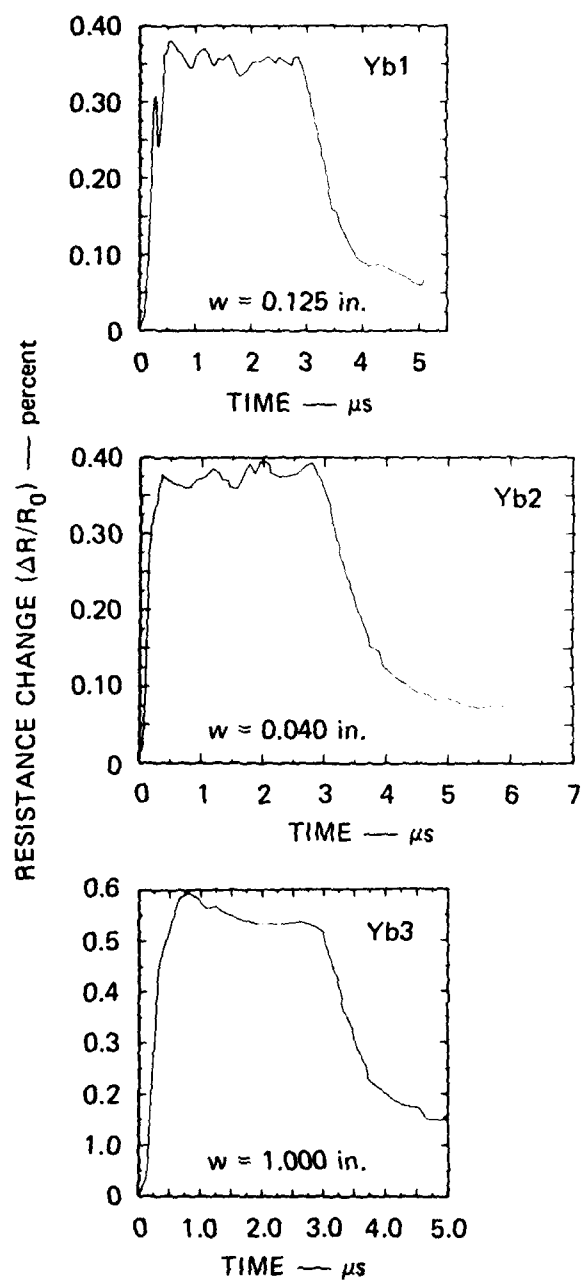 RESISTANCE CHANGE (ΔR/R0) — percent
0.40
0.30
0.20
0.10
0
Yb1
w = 0.125 in.
0 1 2 3 4 5
TIME — μs
0.40
0.30
0.20
0.10
0
Yb2
w = 0.040 in.
0 1 2 3 4 5 6 7
TIME — μs
0.6
0.5
0.4
0.3
0.2
1.0
0
Yb3
w = 1.000 in.
0 1.0 2.0 3.0 4.0 5.0
TIME — μs